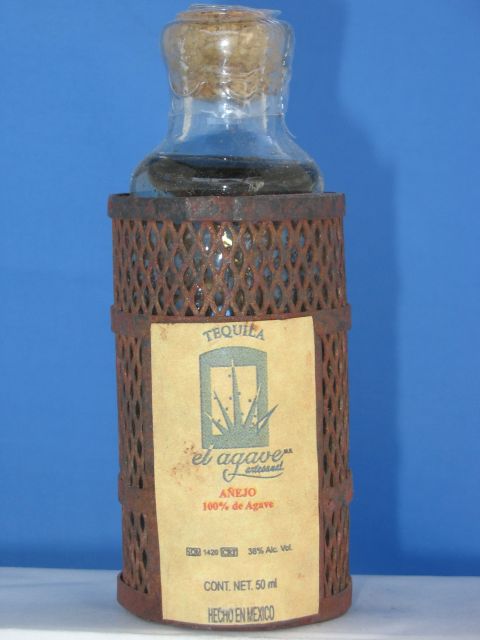 TEQUILA
el agave M.R.
artesanal
AÑEJO
100% de Agave
NOM 1420 CRT 38% Alc. Vol.
CONT. NET. 50 ml
HECHO EN MEXICO